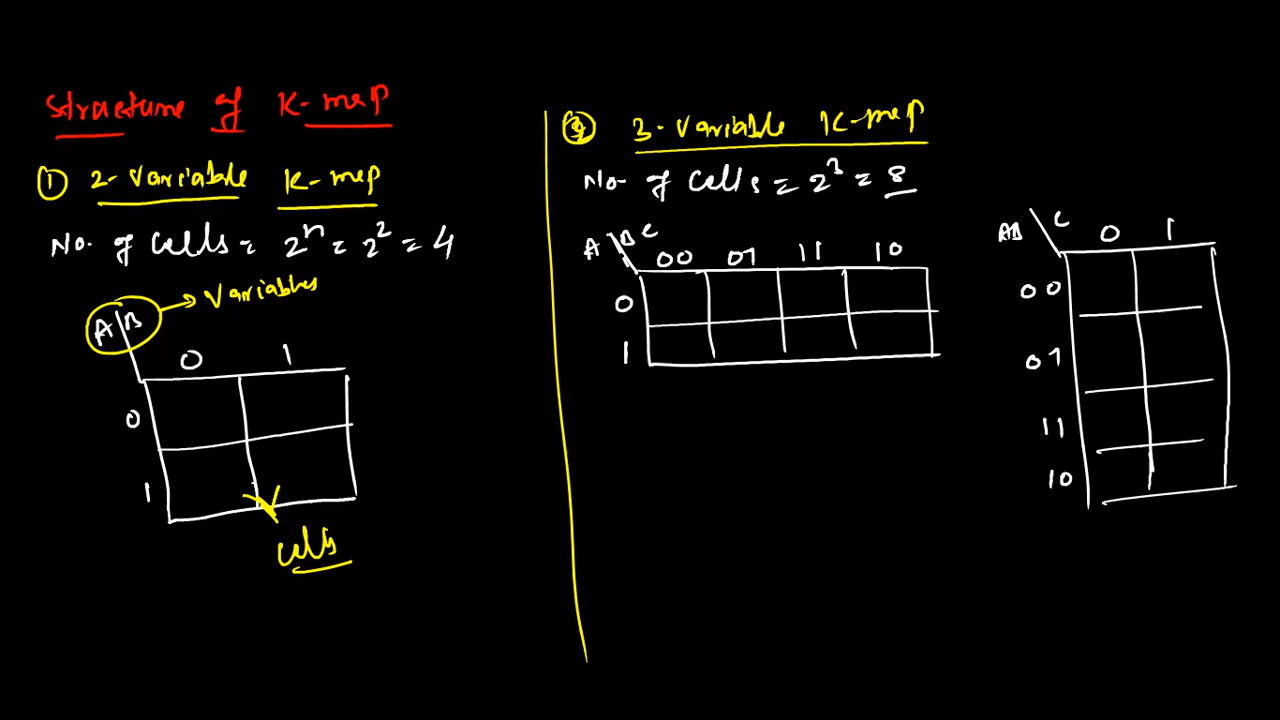 Structure of K-map
① 2-variable K-map
No. of cells = 2^n = 2^2 = 4
A B → Variables
0 1
0
1
cells
3-variable K-map
No. of cells = 2^3 = 8
A BC 00 01 11 10
0
1
AB C 0 1
00
01
11
10